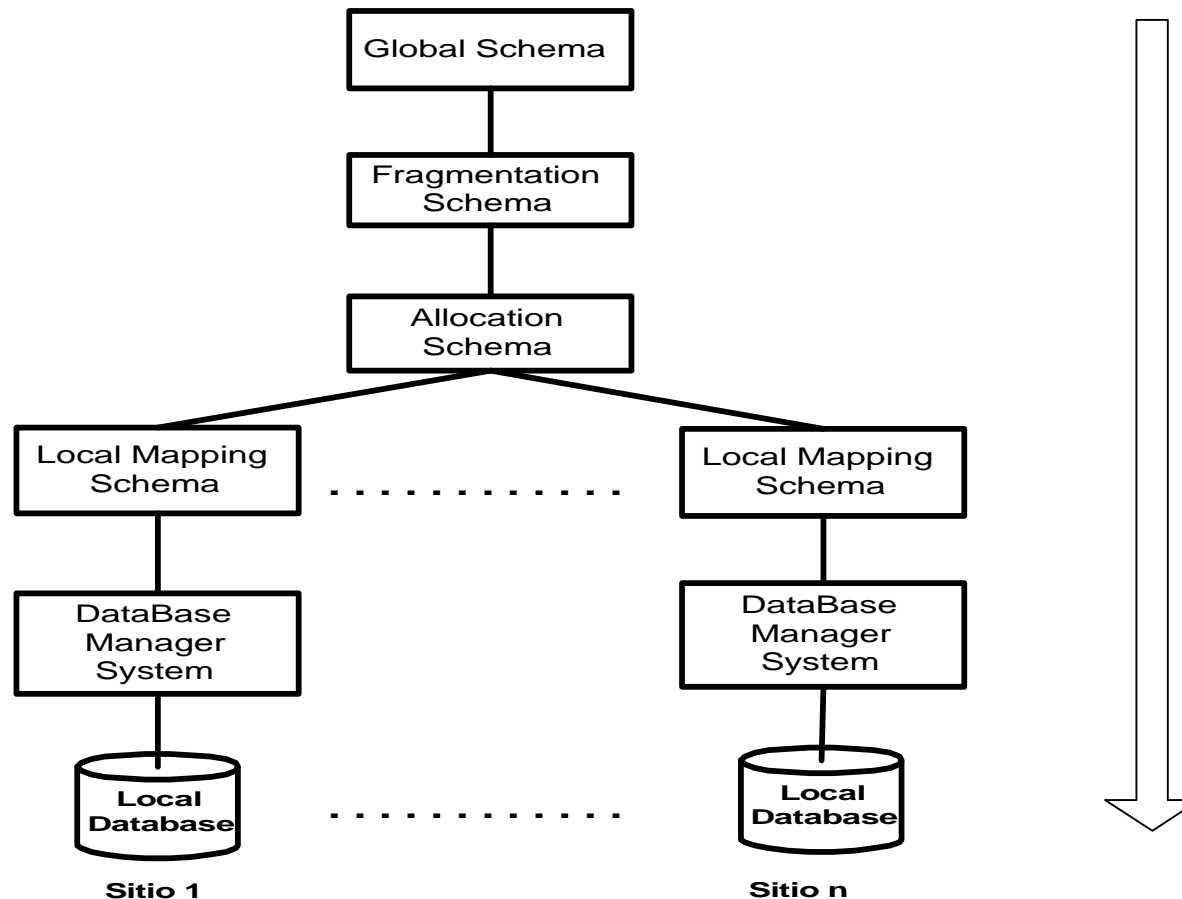 Global Schema
Fragmentation
Schema
Allocation
Schema
Local Mapping
Schema
Local Mapping
Schema
DataBase
Manager
System
DataBase
Manager
System
Local
Database
Local
Database
Sitio 1
Sitio n